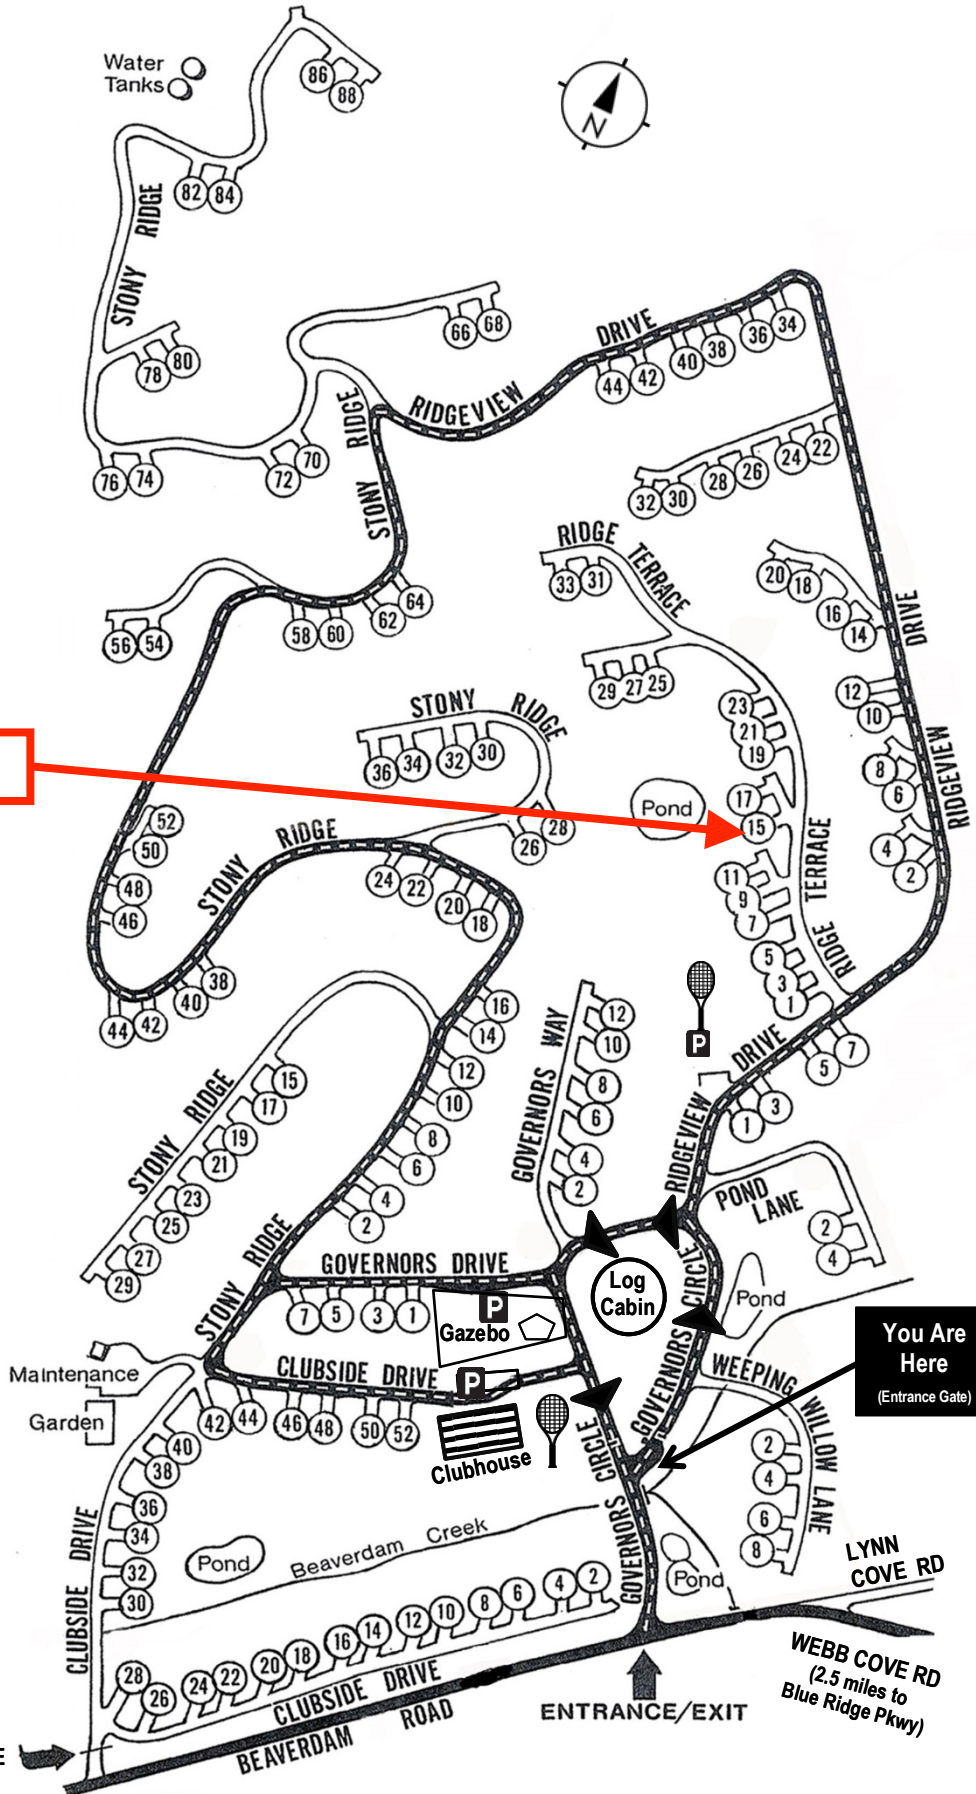 Water
Tanks
86
88
N
82
84
STONY RIDGE
78
80
66
68
76
74
72
70
STONY RIDGE
RIDGEVIEW DRIVE
44
42
40
38
36
34
32
30
28
26
24
22
RIDGE TERRACE
33
31
29
27
25
20
18
16
14
12
10
8
6
4
2
RIDGEVIEW DRIVE
56
54
58
60
62
64
STONY RIDGE
36
34
32
30
28
26
Pond
23
21
19
17
15
11
9
7
5
3
1
RIDGE TERRACE
52
50
48
46
44
42
40
38
STONY RIDGE
24
22
20
18
16
14
12
10
8
6
4
2
STONY RIDGE
15
17
19
21
23
25
27
29
GOVERNORS WAY
12
10
8
6
4
2
P
RIDGEVIEW DRIVE
7
5
3
1
POND
LANE
2
4
STONY RIDGE
GOVERNORS DRIVE
7
5
3
1
P
Gazebo
Log
Cabin
GOVERNORS CIRCLE
Pond
You Are
Here
(Entrance Gate)
Maintenance
Garden
CLUBSIDE DRIVE
P
42
44
46
48
50
52
Clubhouse
GOVERNORS CIRCLE
WEEPING WILLOW LANE
2
4
6
8
40
38
36
34
32
30
CLUBSIDE DRIVE
Pond
Beaverdam Creek
Pond
LYNN
COVE RD
28
26
24
22
20
18
16
14
12
10
8
6
4
2
CLUBSIDE DRIVE
BEAVERDAM ROAD
ENTRANCE/EXIT
WEBB COVE RD
(2.5 miles to
Blue Ridge Pkwy)
E